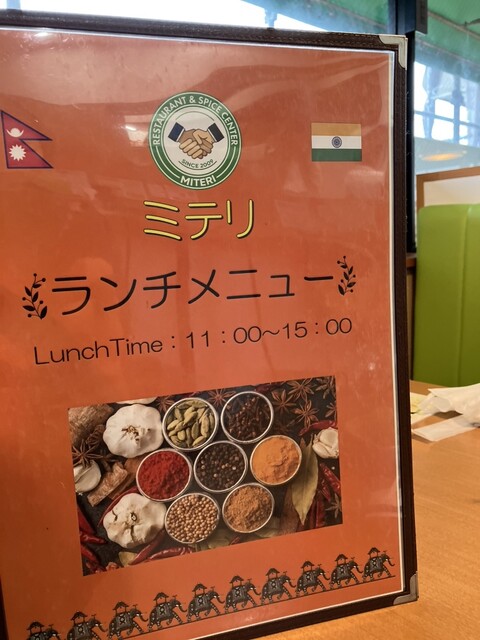 RESTAURANT & SPICE CENTER
SINCE 2009
MITERI
ミテリ
ランチメニュー
LunchTime：11：00～15：00